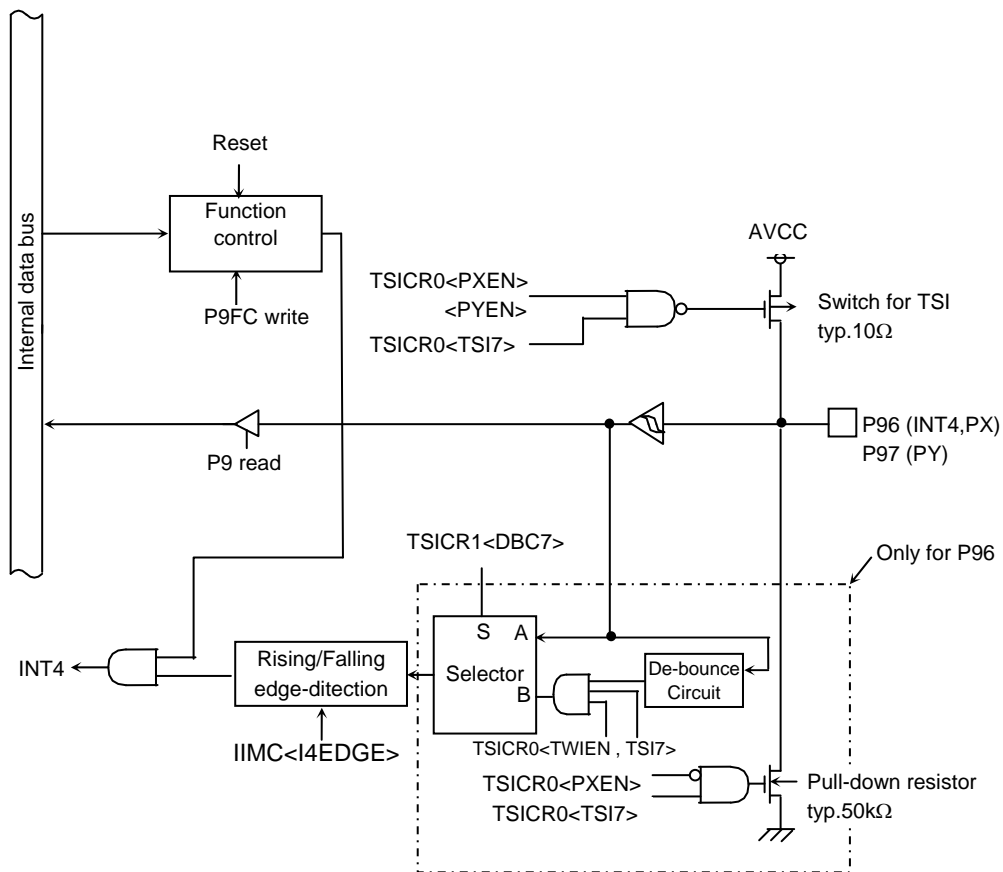 Internal data bus
Reset
Function
control
P9FC write
AVCC
TSICR0<PXEN>
<PYEN>
TSICR0<TSI7>
Switch for TSI
typ.10Ω
P9 read
P96 (INT4,PX)
P97 (PY)
TSICR1<DBC7>
Only for P96
INT4
Rising/Falling
edge-ditection
IIMC<I4EDGE>
S
A
Selector
B
De-bounce
Circuit
TSICR0<TWIEN , TSI7>
TSICR0<PXEN>
TSICR0<TSI7>
Pull-down resistor
typ.50kΩ